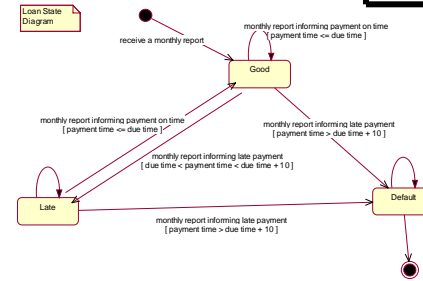 Loan State
Diagram
receive a monthly report
monthly report informing payment on time
[ payment time <= due time ]
Good
monthly report informing payment on time
[ payment time <= due time ]
monthly report informing late payment
[ payment time > due time + 10 ]
monthly report informing late payment
[ due time < payment time < due time + 10 ]
Late
Default
monthly report informing late payment
[ payment time > due time + 10 ]